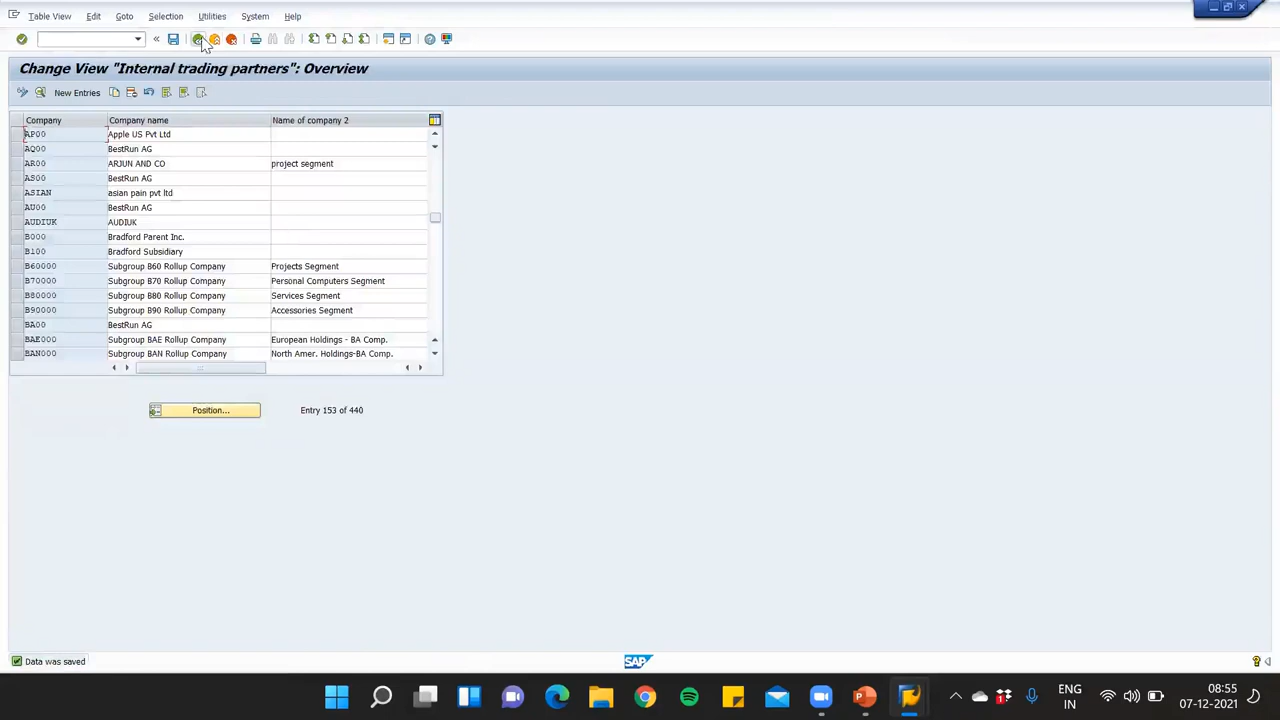 Table View Edit Goto Selection Utilities System Help
Change View "Internal trading partners": Overview
New Entries
Company Company name Name of company 2
AP00 Apple US Pvt Ltd
AQ00 BestRun AG
AR00 ARJUN AND CO project segment
AS00 BestRun AG
ASIAN asian pain pvt ltd
AU00 BestRun AG
AUDIUK AUDIUK
B000 Bradford Parent Inc.
B100 Bradford Subsidiary
B60000 Subgroup B60 Rollup Company Projects Segment
B70000 Subgroup B70 Rollup Company Personal Computers Segment
B80000 Subgroup B80 Rollup Company Services Segment
B90000 Subgroup B90 Rollup Company Accessories Segment
BA00 BestRun AG
BAE000 Subgroup BAE Rollup Company European Holdings - BA Comp.
BAN000 Subgroup BAN Rollup Company North Amer. Holdings-BA Comp.
Position... Entry 153 of 440
Data was saved SAP
ENG 08:55
IN 07-12-2021